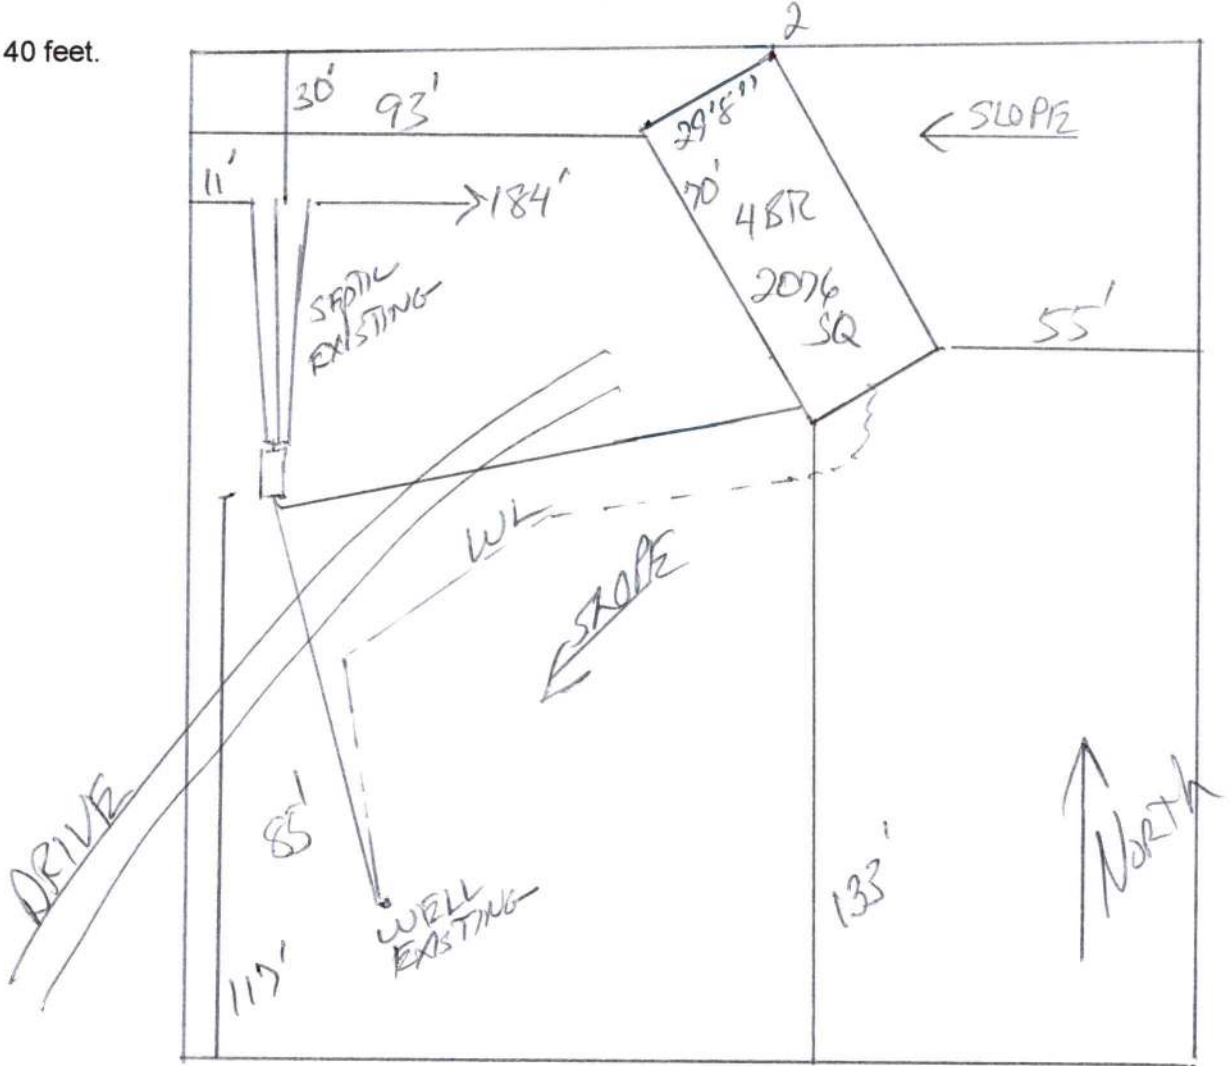 40 feet.
2
30'
93'
29'8"
SLOPE
11'
184'
70'
4BR
2076
SQ
SEPTIC
EXISTING
55'
WL
SLOPE
DRIVE
85'
WELL
EXISTING
133'
North
117'